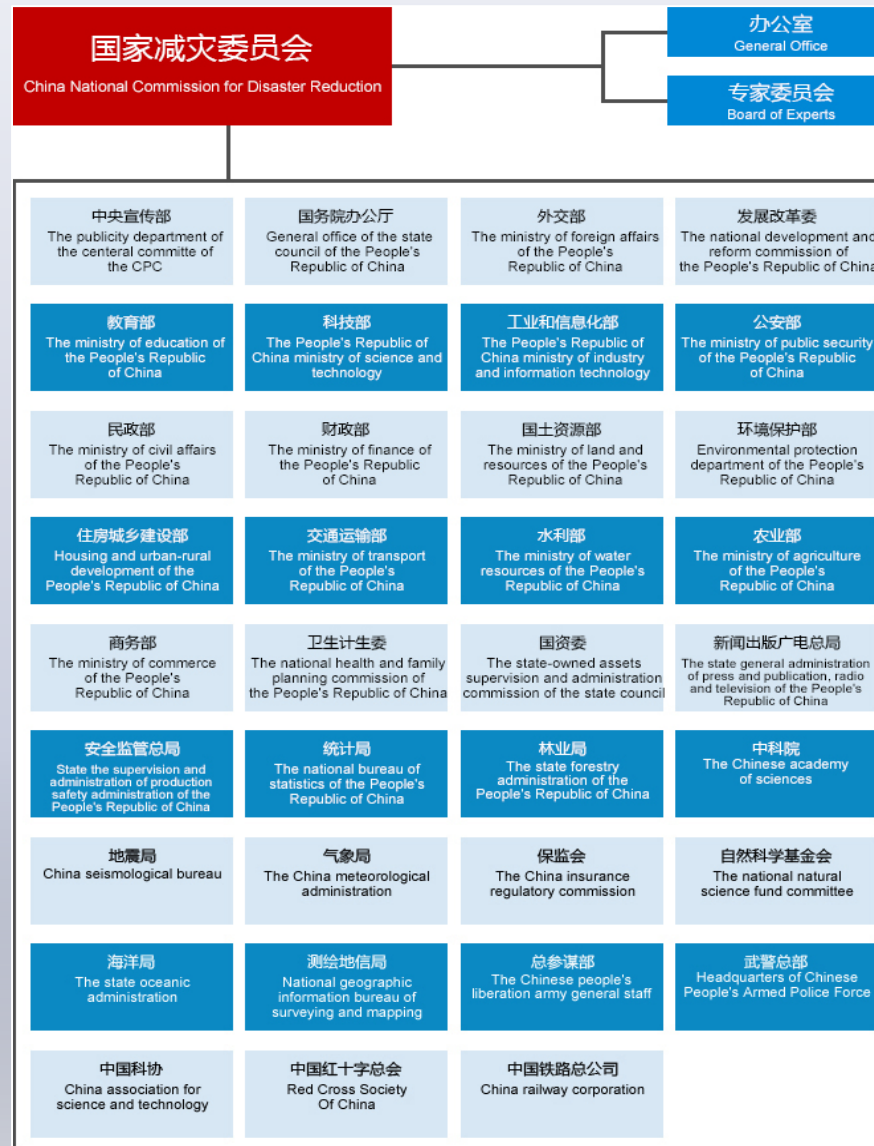 国家减灾委员会
China National Commission for Disaster Reduction
办公室
General Office
专家委员会
Board of Experts
中央宣传部
The publicity department of
the centeral committe of
the CPC
国务院办公厅
General office of the state
council of the People's
Republic of China
外交部
The ministry of foreign affairs
of the People's
Republic of China
发展改革委
The national development and
reform commission of
the People's Republic of China
教育部
The ministry of education of
the People's Republic
of China
科技部
The People's Republic of
China ministry of science and
technology
工业和信息化部
The People's Republic of
China ministry of industry
and information technology
公安部
The ministry of public security
of the People's Republic
of China
民政部
The ministry of civil affairs
of the People's
Republic of China
财政部
The ministry of finance of
the People's Republic
of China
国土资源部
The ministry of land and
resources of the People's
Republic of China
环境保护部
Environmental protection
department of the People's
Republic of China
住房城乡建设部
Housing and urban-rural
development of the
People's Republic of China
交通运输部
The ministry of transport
of the People's
Republic of China
水利部
The ministry of water
resources of the People's
Republic of China
农业部
The ministry of agriculture
of the People's
Republic of China
商务部
The ministry of commerce
of the People's
Republic of China
卫生计生委
The national health and family
planning commission of
the People's Republic of China
国资委
The state-owned assets
supervision and administration
commission of the state council
新闻出版广电总局
The state general administration
of press and publication, radio
and television of the People's
Republic of China
安全监管总局
State the supervision and
administration of production
safety administration of the
People's Republic of China
统计局
The national bureau of
statistics of the People's
Republic of China
林业局
The state forestry
administration of the
People's Republic of China
中科院
The Chinese academy
of sciences
地震局
China seismological bureau
气象局
The China meteorological
administration
保监会
The China insurance
regulatory commission
自然科学基金会
The national natural
science fund committee
海洋局
The state oceanic
administration
测绘地信局
National geographic
information bureau of
surveying and mapping
总参谋部
The Chinese people's
liberation army general staff
武警总部
Headquarters of Chinese
People's Armed Police Force
中国科协
China association for
science and technology
中国红十字总会
Red Cross Society
Of China
中国铁路总公司
China railway corporation